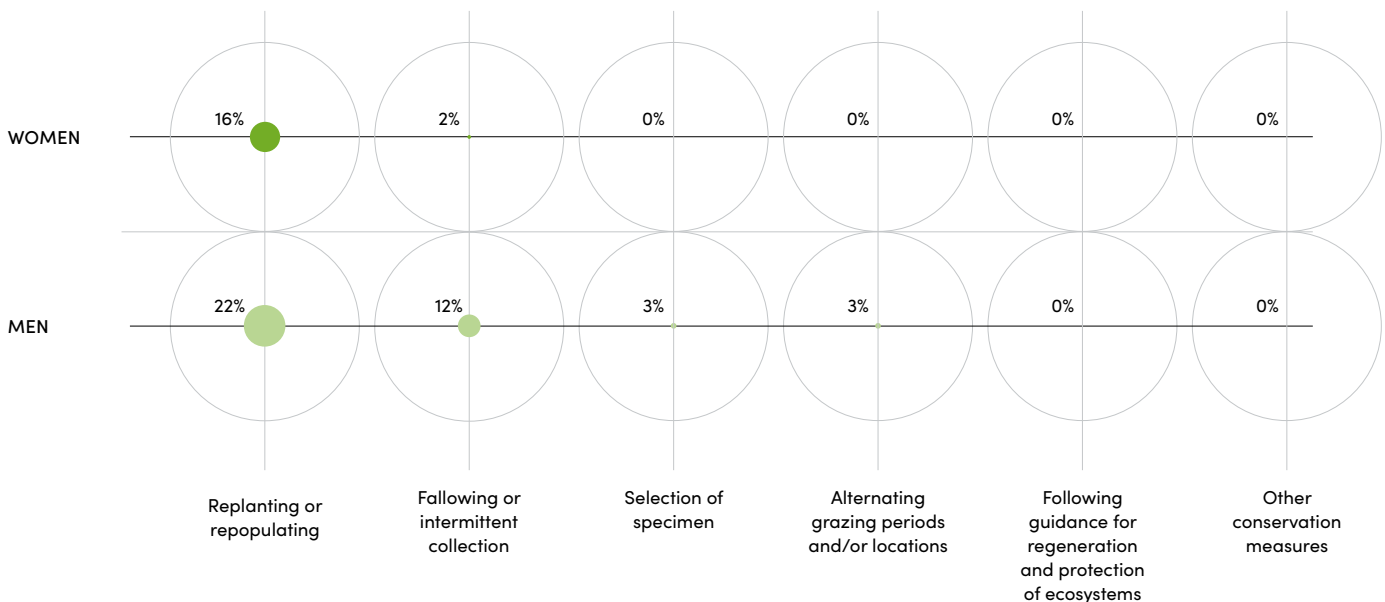 16%
2%
0%
0%
0%
0%
WOMEN
22%
12%
3%
3%
0%
0%
MEN
Replanting or
repopulating
Fallowing or
intermittent
collection
Selection of
specimen
Alternating
grazing periods
and/or locations
Following
guidance for
regeneration
and protection
of ecosystems
Other
conservation
measures